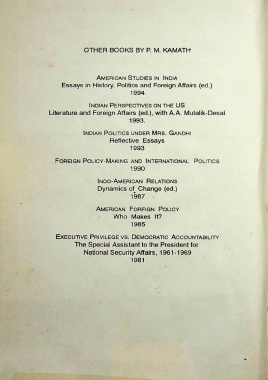 OTHER BOOKS BY P. M. KAMATH
AMERICAN STUDIES IN INDIA
Essays in History, Politics and Foreign Affairs (ed.)
1994
INDIAN PERSPECTIVES ON THE US
Literature and Foreign Affairs (ed.), with A.A. Mutalik-Desai
1993.
INDIAN POLITICS UNDER MRS. GANDHI
Reflective Essays
1993
FOREIGN POLICY-MAKING AND INTERNATIONAL POLITICS
1990
INDO-AMERICAN RELATIONS
Dynamics of Change (ed.)
1987
AMERICAN FOREIGN POLICY
Who Makes It?
1985
EXECUTIVE PRIVILEGE VS. DEMOCRATIC ACCOUNTABILITY
The Special Assistant to the President for
National Security Affairs, 1961-1969
1981